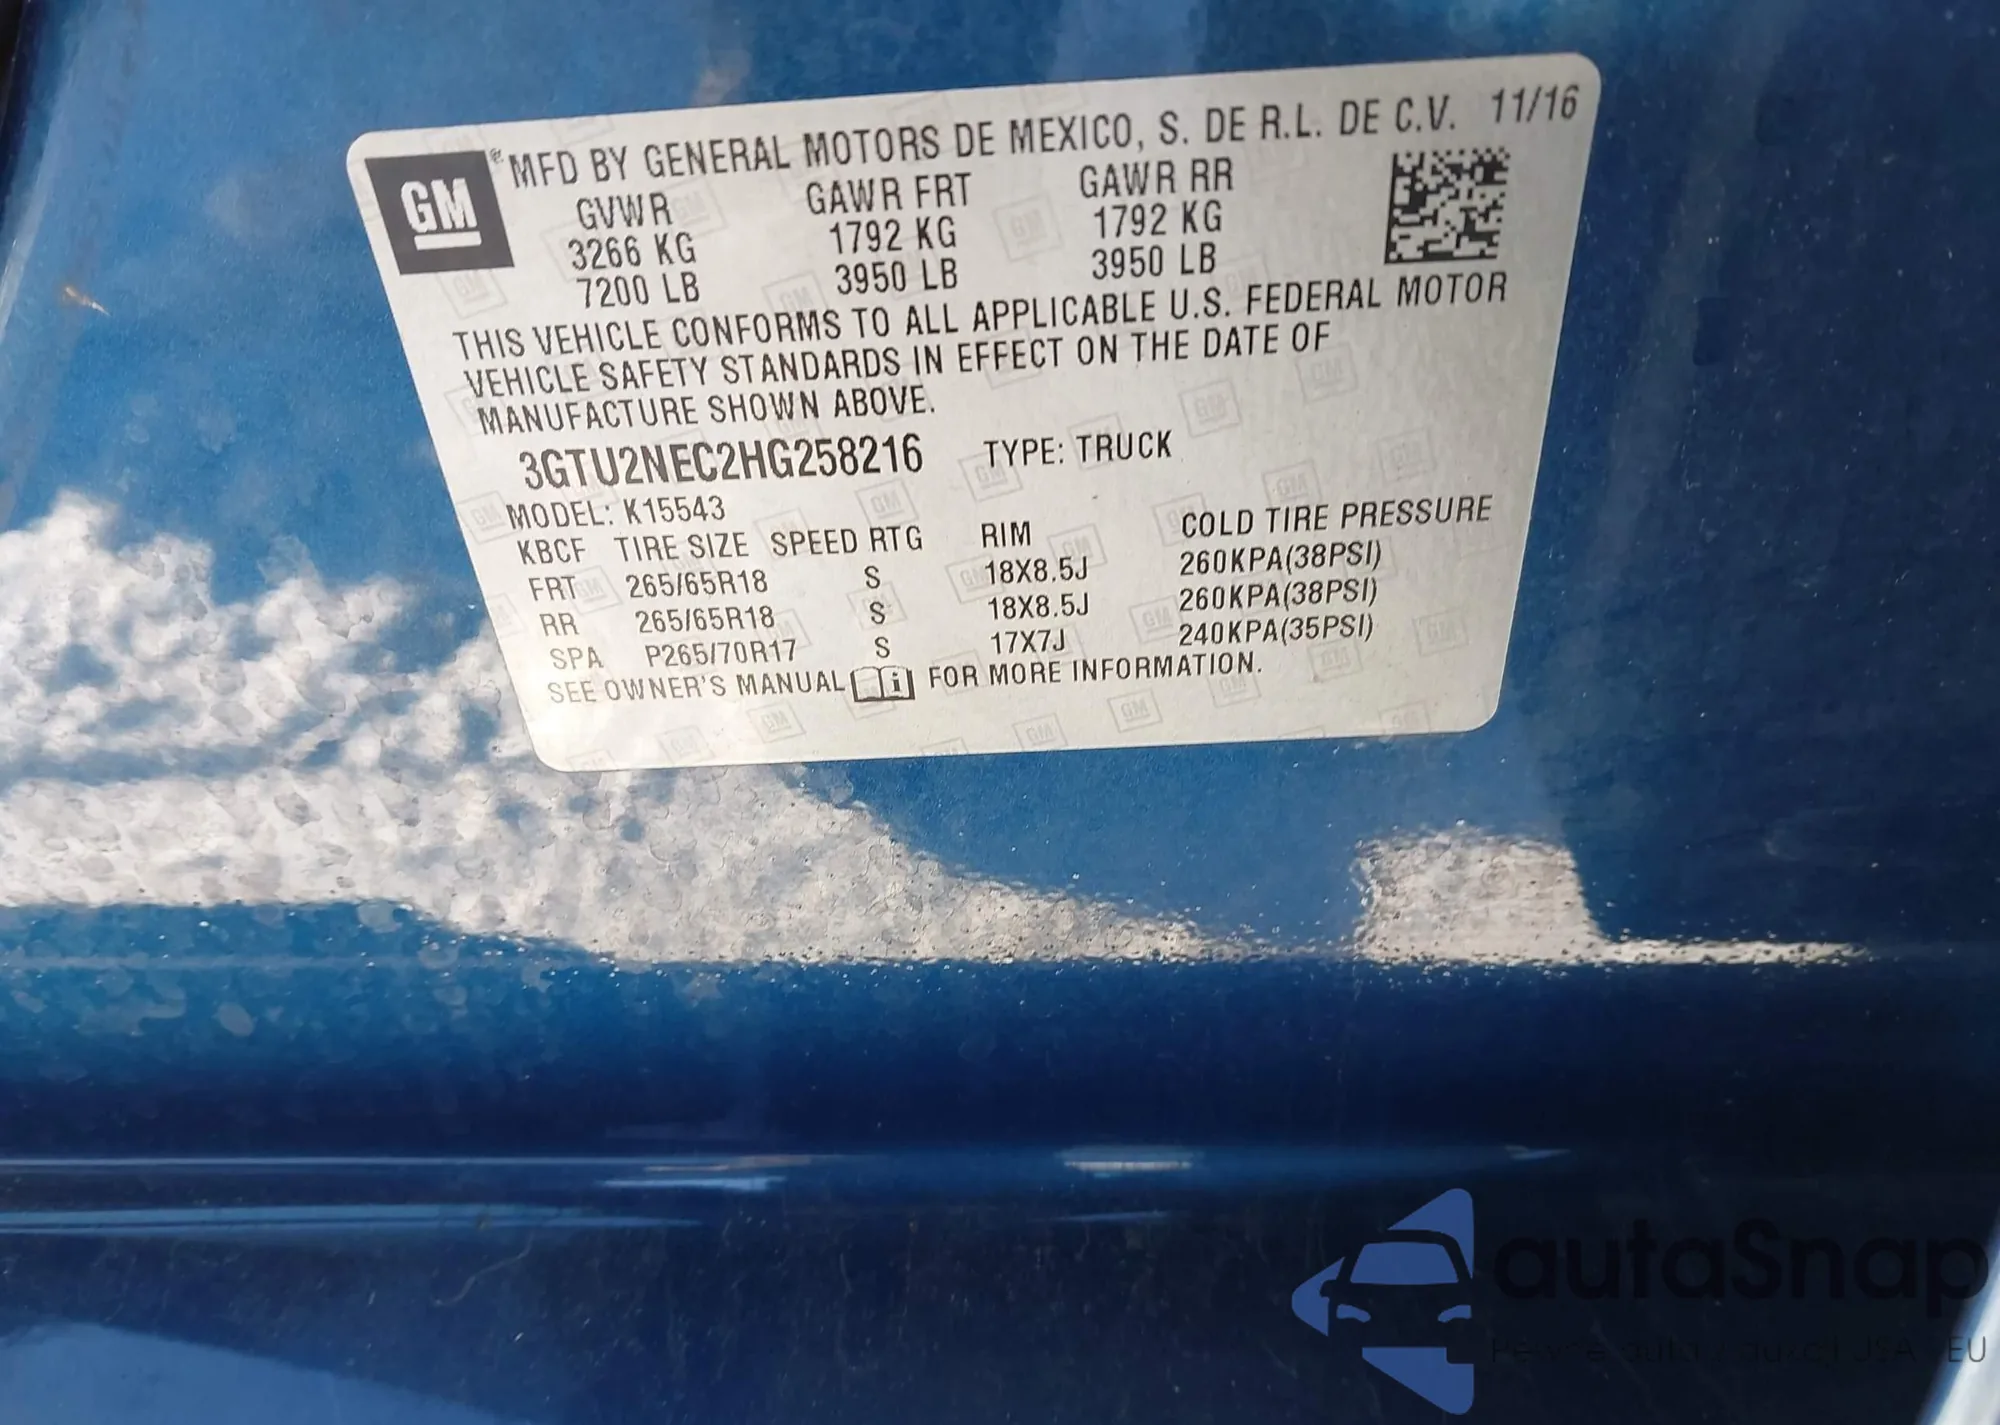 GM
® MFD BY GENERAL MOTORS DE MEXICO, S. DE R.L. DE C.V. 11/16
GVWR GAWR FRT GAWR RR
3266 KG 1792 KG 1792 KG
7200 LB 3950 LB 3950 LB
THIS VEHICLE CONFORMS TO ALL APPLICABLE U.S. FEDERAL MOTOR
VEHICLE SAFETY STANDARDS IN EFFECT ON THE DATE OF
MANUFACTURE SHOWN ABOVE.
3GTU2NEC2HG258216 TYPE: TRUCK
MODEL: K15543
KBCF TIRE SIZE SPEED RTG RIM COLD TIRE PRESSURE
FRT 265/65R18 S 18X8.5J 260KPA(38PSI)
RR 265/65R18 S 18X8.5J 260KPA(38PSI)
SPA P265/70R17 S 17X7J 240KPA(35PSI)
SEE OWNER'S MANUAL i FOR MORE INFORMATION.
autaSnap
USA EU